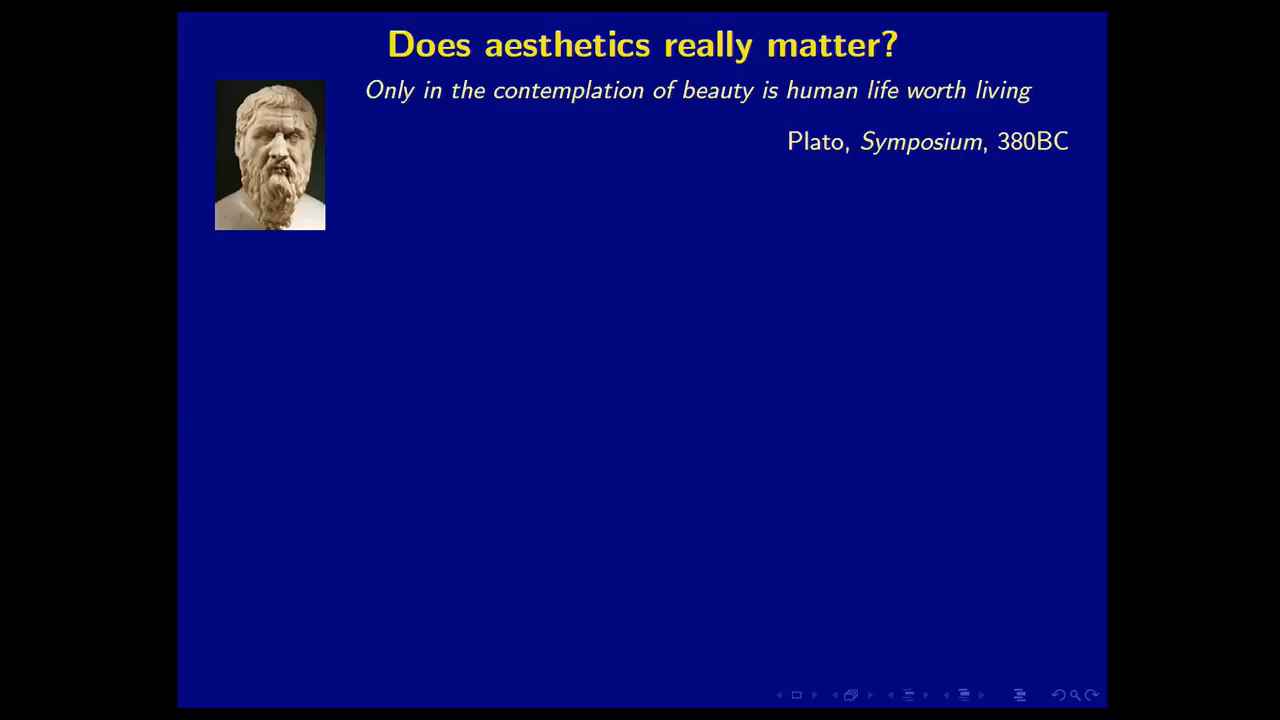 Does aesthetics really matter?
Only in the contemplation of beauty is human life worth living
Plato, Symposium, 380BC